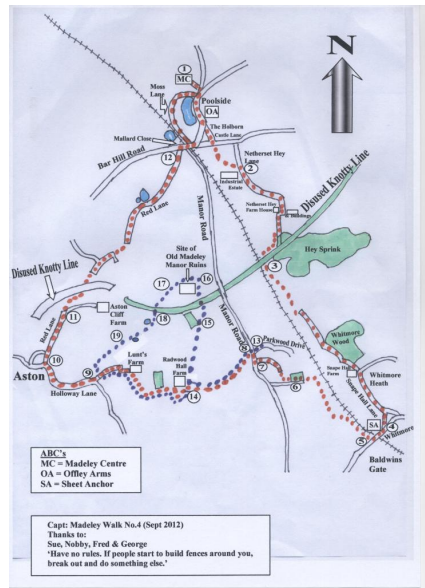 N
1
MC
Moss
Lane
Poolside
OA
The Holborn
Castle Lane
Mallard Close
Bar Hill Road
12
Netherset Hey
Lane
2
Industrial
Estate
Disused Knotty Line
Red Lane
Manor Road
Netherset Hey
Farm House
& Buildings
Hey Sprink
Disused Knotty Line
Site of
Old Madeley
Manor Ruins
3
17
16
Aston
Cliff
Farm
11
18
15
Red Lane
19
Manor Road
Whitmore
Wood
13
Parkwood Drive
8
10
Lunt's
Farm
Radwood
Hall
Farm
7
Aston
9
Snape Hall
Farm
Snape Hall Lane
Whitmore
Heath
Holloway Lane
14
6
SA
4
5
Whitmore
Baldwins
Gate
ABC's
MC = Madeley Centre
OA = Offley Arms
SA = Sheet Anchor
Capt: Madeley Walk No.4 (Sept 2012)
Thanks to:
Sue, Nobby, Fred & George
‘Have no rules. If people start to build fences around you,
break out and do something else.’